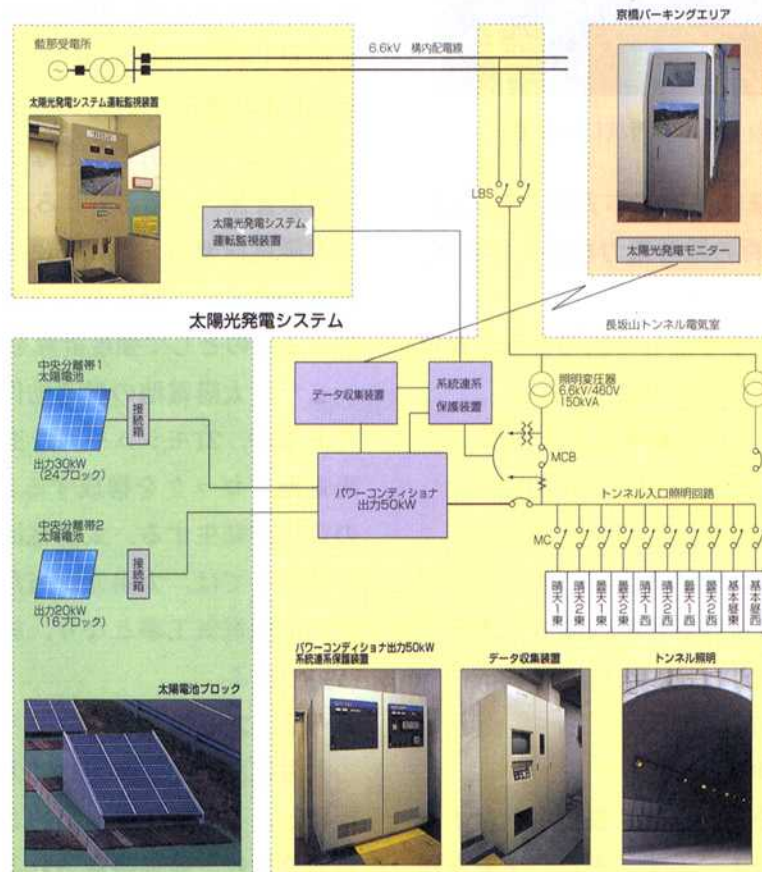 藍那受電所
6.6kV 構内配電線
京橋パーキングエリア
太陽光発電システム運転監視装置
LBS
太陽光発電システム
運転監視装置
太陽光発電モニター
太陽光発電システム
長坂山トンネル電気室
中央分離帯1
太陽電池
接続箱
出力30kW
(24ブロック)
データ収集装置
系統連系
保護装置
照明変圧器
6.6kV/460V
150kVA
MCB
パワーコンディショナ
出力50kW
トンネル入口照明回路
中央分離帯2
太陽電池
接続箱
出力20kW
(16ブロック)
MC
晴天1東
晴天2東
曇天1東
曇天2東
晴天1西
晴天2西
曇天1西
曇天2西
基本昼東
基本昼西
太陽電池ブロック
パワーコンディショナ出力50kW
系統連系保護装置
データ収集装置
トンネル照明